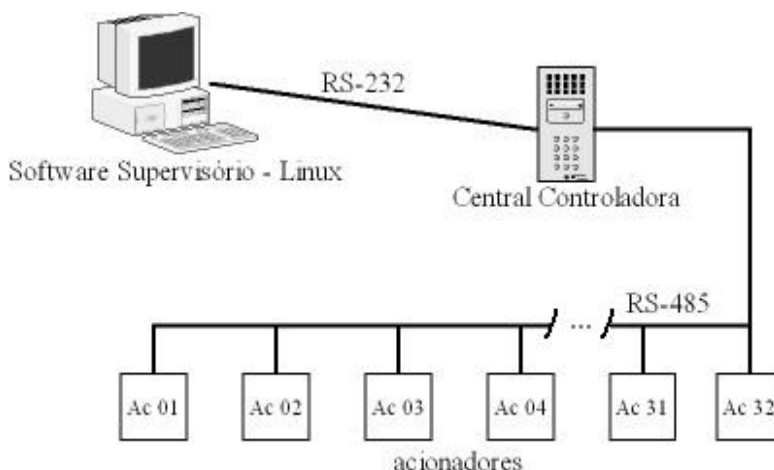 RS-232
Software Supervisório - Linux
Central Controladora
RS-485
...
Ac 01 Ac 02 Ac 03 Ac 04 Ac 31 Ac 32
acionadores